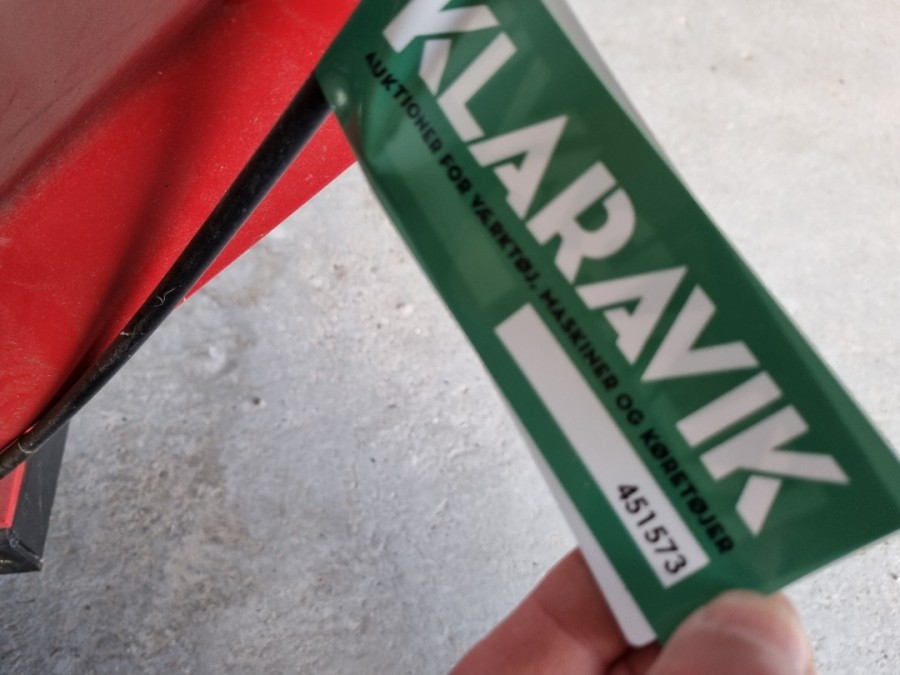 KLARAVIK
AUKTIONER FOR VÆRKTØJ, MASKINER OG KØRETØJER
451573